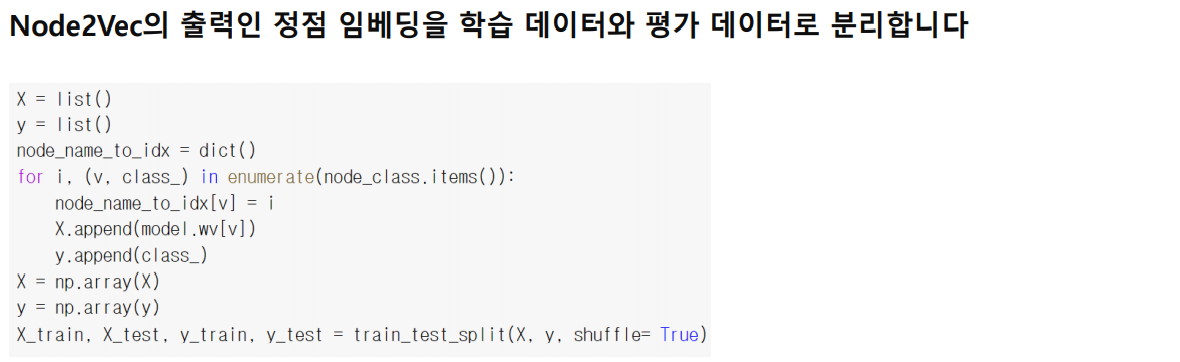 Node2Vec의 출력인 정점 임베딩을 학습 데이터와 평가 데이터로 분리합니다
X = list()
y = list()
node_name_to_idx = dict()
for i, (v, class_) in enumerate(node_class.items()):
    node_name_to_idx[v] = i
    X.append(model.wv[v])
    y.append(class_)
X = np.array(X)
y = np.array(y)
X_train, X_test, y_train, y_test = train_test_split(X, y, shuffle= True)